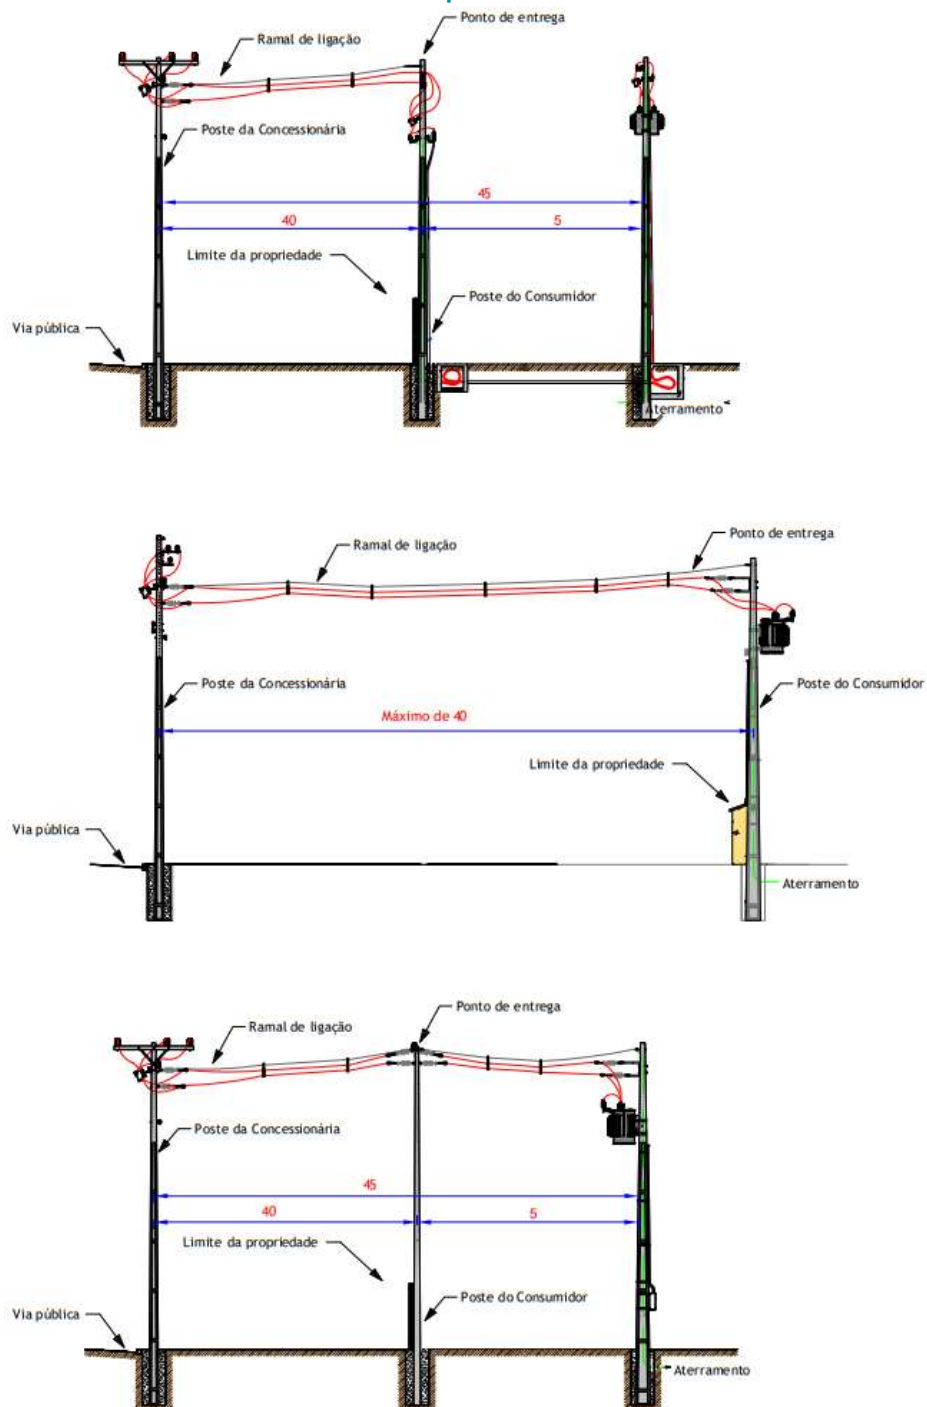 Ponto de entrega
Ramal de ligação
Poste da Concessionária
45
40
5
Limite da propriedade
Poste do Consumidor
Via pública
Aterramento
Ponto de entrega
Ramal de ligação
Poste da Concessionária
Poste do Consumidor
Máximo de 40
Limite da propriedade
Via pública
Aterramento
Ponto de entrega
Ramal de ligação
Poste da Concessionária
45
40
5
Limite da propriedade
Poste do Consumidor
Via pública
Aterramento